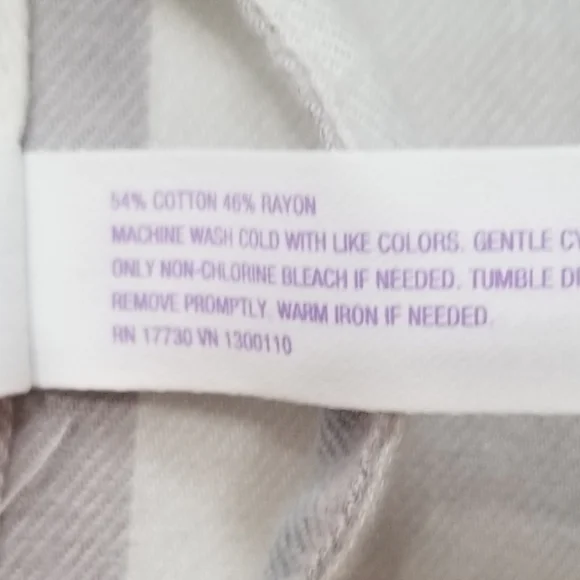 54% COTTON 46% RAYON
MACHINE WASH COLD WITH LIKE COLORS. GENTLE
ONLY NON-CHLORINE BLEACH IF NEEDED. TUMBLE
REMOVE PROMPTLY. WARM IRON IF NEEDED.
RN 17730 VN 1300110